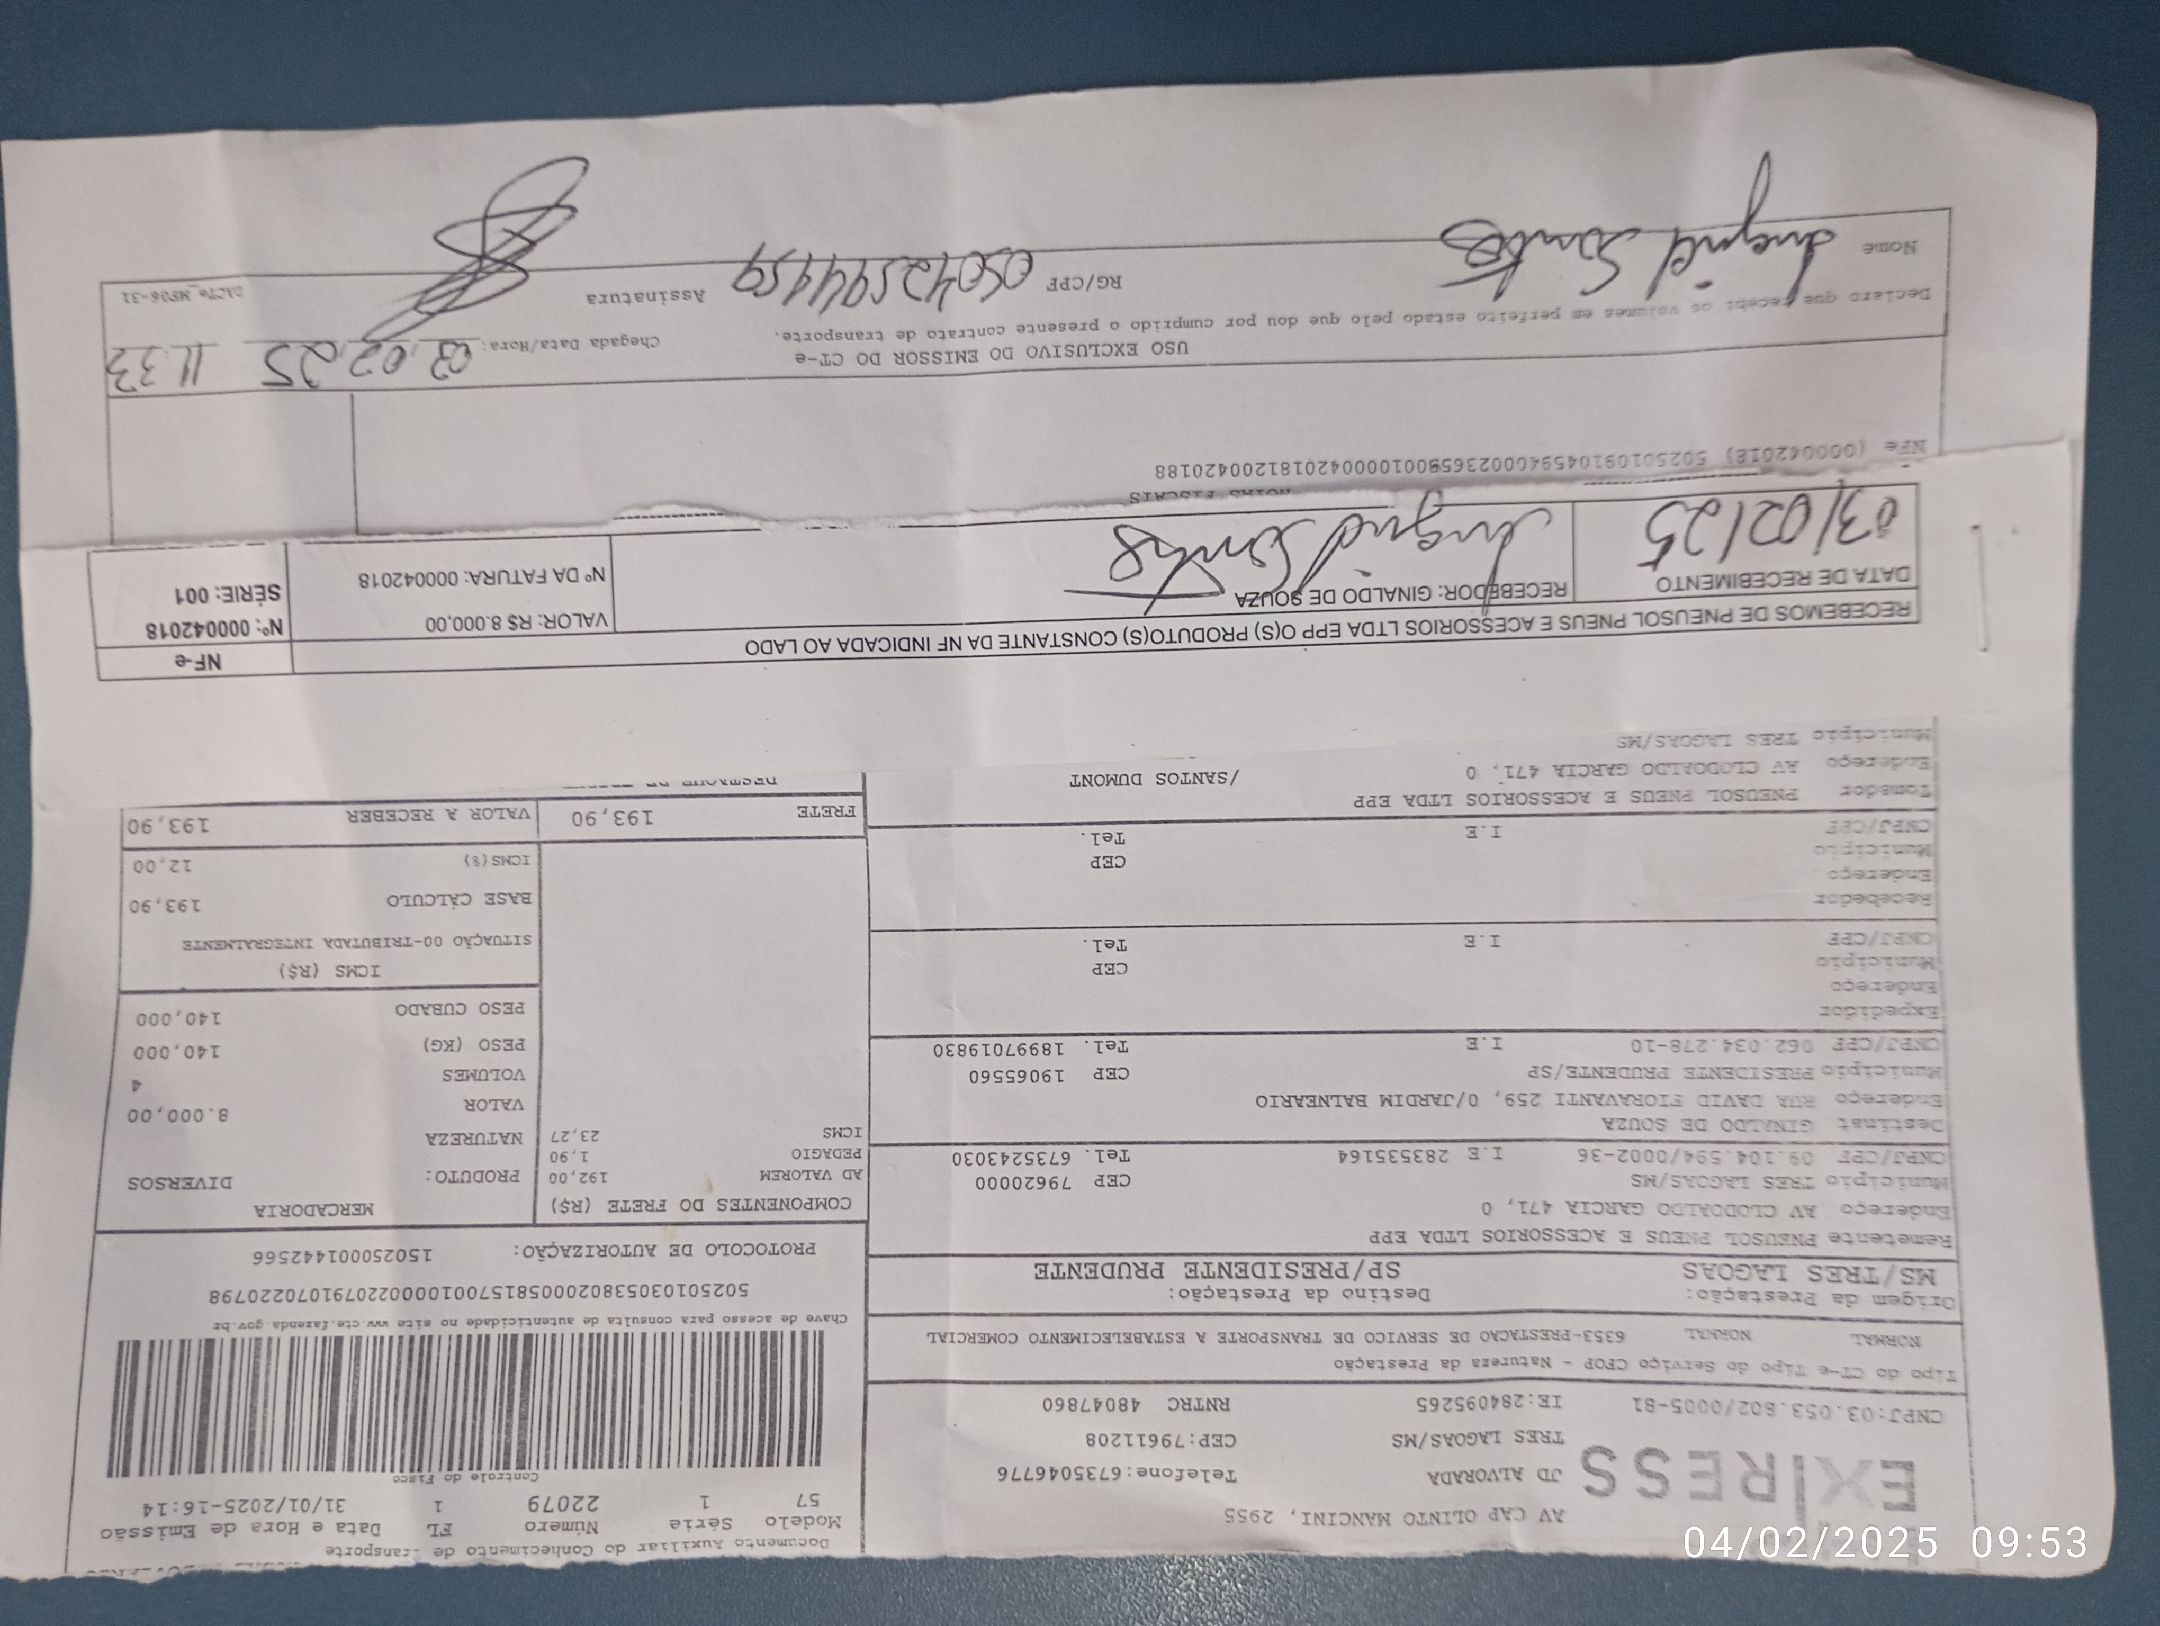 Documento Auxiliar do Conhecimento de Transporte
Modelo Série Número FL Data e Hora de Emissão
57 1 22079 1 31/01/2025-16:14
Controle do Fisco
Chave de acesso para consulta de autenticidade no site www.cte.fazenda.gov.br
50250103053802000581570010000220791070220798
PROTOCOLO DE AUTORIZAÇÃO: 150250001442566
AV CAP OLINTO MANCINI, 2955
EXPRESS
JD ALVORADA Telefone:6735046776
TRES LAGOAS/MS CEP:79611208
CNPJ:03.053.802/0005-81 IE:284095265 RNTRC 48047860
Tipo do CT-e Tipo do Serviço CFOP - Natureza da Prestação
NORMAL NORMAL 6353-PRESTACAO DE SERVICO DE TRANSPORTE A ESTABELECIMENTO COMERCIAL
Origem da Prestação: Destino da Prestação:
MS/TRES LAGOAS SP/PRESIDENTE PRUDENTE
Remetente PNEUSOL PNEUS E ACESSORIOS LTDA EPP
Endereço AV CLODOALDO GARCIA 471, 0
Município TRES LAGOAS/MS CEP 79620000
CNPJ/CPF 09.104.594/0002-36 I.E 283535164 Tel. 6735243030
Destinat GINALDO DE SOUZA
Endereço RUA DAVID FIORAVANTI 259, 0/JARDIM BALNEARIO
Município PRESIDENTE PRUDENTE/SP CEP 19065560
CNPJ/CPF 062.034.278-10 I.E Tel. 18997019830
Expedidor
Endereço
Município CEP
CNPJ/CPF I.E Tel.
Recebedor
Endereço
Município CEP
CNPJ/CPF I.E Tel.
Tomador PNEUSOL PNEUS E ACESSORIOS LTDA EPP
Endereço AV CLODOALDO GARCIA 471, 0 /SANTOS DUMONT
Município TRES LAGOAS/MS
COMPONENTES DO FRETE (R$)
AD VALOREM 192,00
PEDAGIO 1,90
ICMS 23,27
FRETE 193,90
MERCADORIA
PRODUTO: DIVERSOS
NATUREZA
VALOR 8.000,00
VOLUMES 4
PESO (KG) 140,000
PESO CUBADO 140,000
ICMS (R$)
SITUAÇÃO 00-TRIBUTADA INTEGRALMENTE
BASE CÁLCULO 193,90
ICMS(%) 12,00
VALOR A RECEBER 193,90
RECEBEMOS DE PNEUSOL PNEUS E ACESSORIOS LTDA EPP O(S) PRODUTO(S) CONSTANTE DA NF INDICADA AO LADO
NF-e
DATA DE RECEBIMENTO RECEBEDOR: GINALDO DE SOUZA
03/02/25 Ingrid Santos
VALOR: R$ 8.000,00
Nº DA FATURA: 000042018
Nº: 000042018
SÉRIE: 001
NOTAS FISCAIS
NFe (000042018) 50250109104594000236550010000420181200420188
USO EXCLUSIVO DO EMISSOR DO CT-e
Declaro que recebi os volumes em perfeito estado pelo que dou por cumprido o presente contrato de transporte.
Chegada Data/Hora: 03 02 25 11:33
Nome Ingrid Santos RG/CPF Assinatura
DACTe_MP06-31
04/02/2025 09:53